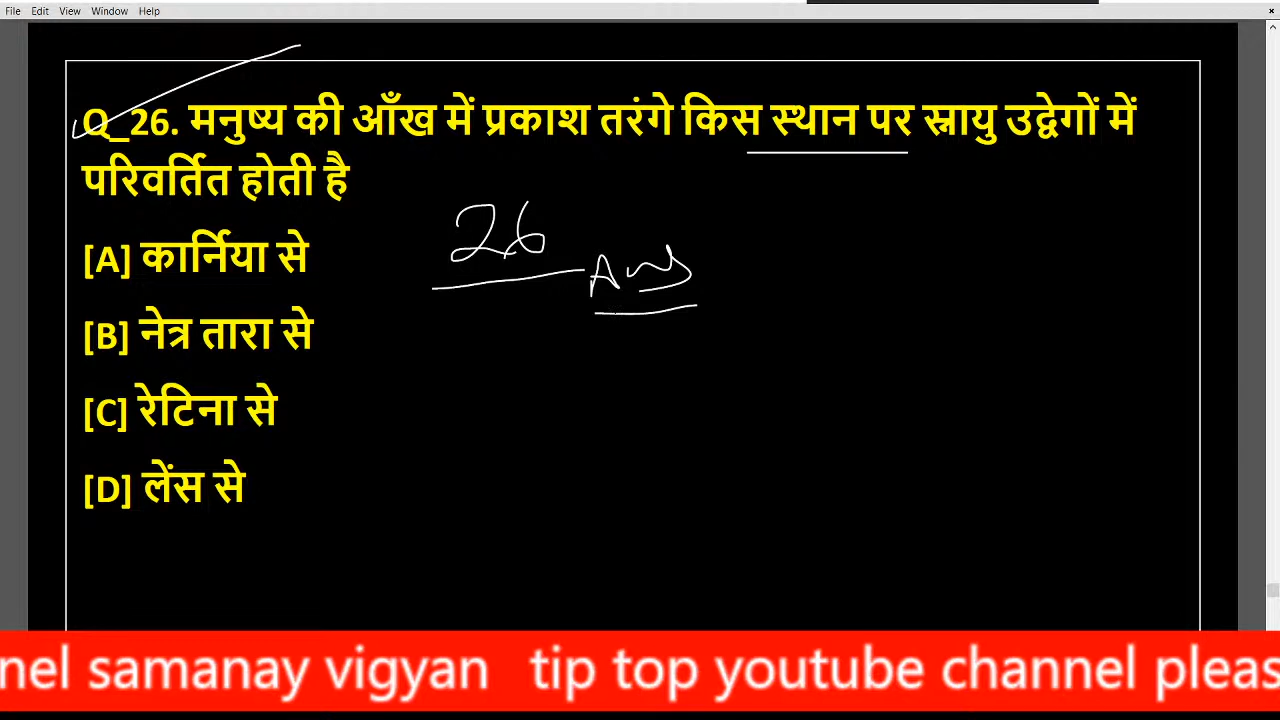 File Edit View Window Help
Q_26. मनुष्य की आँख में प्रकाश तरंगे किस स्थान पर स्नायु उद्वेगों में
परिवर्तित होती है
26
Ans
[A] कार्निया से
[B] नेत्र तारा से
[C] रेटिना से
[D] लेंस से
nel samanay vigyan tip top youtube channel pleas